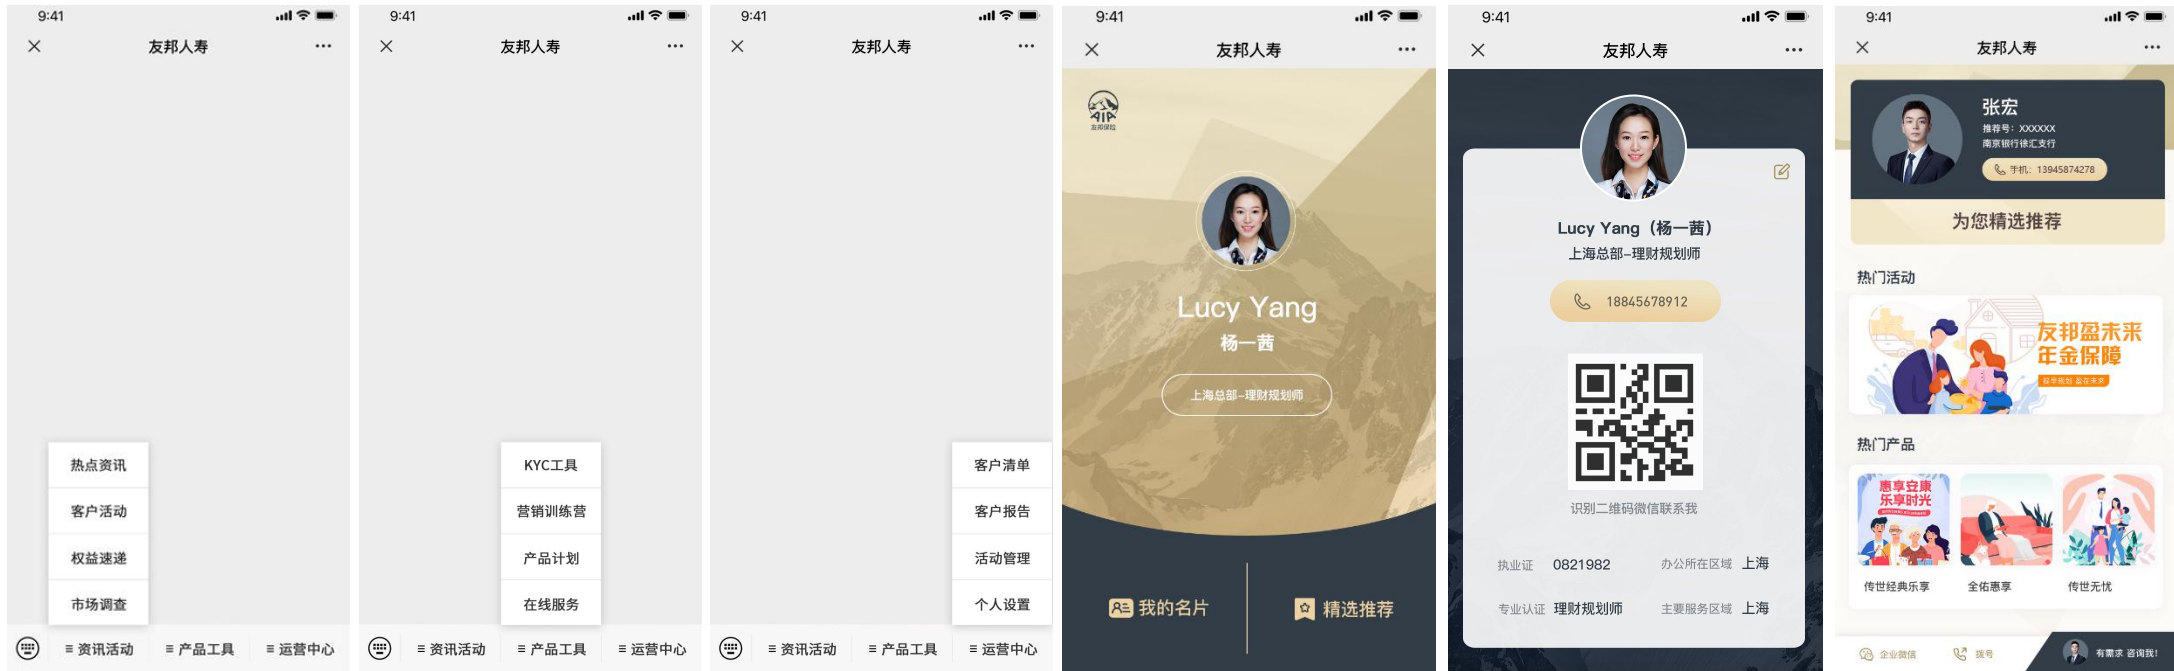 9:41
友邦人寿
热点资讯
客户活动
权益速递
市场调查
资讯活动
产品工具
运营中心
9:41
友邦人寿
KYC工具
营销训练营
产品计划
在线服务
资讯活动
产品工具
运营中心
9:41
友邦人寿
客户清单
客户报告
活动管理
个人设置
资讯活动
产品工具
运营中心
9:41
友邦人寿
AIA
友邦保险
Lucy Yang
杨一茜
上海总部-理财规划师
我的名片
精选推荐
9:41
友邦人寿
Lucy Yang（杨一茜）
上海总部-理财规划师
18845678912
识别二维码微信联系我
执业证 0821982
办公所在区域 上海
专业认证 理财规划师
主要服务区域 上海
9:41
友邦人寿
张宏
推荐号：XXXXXX
南京银行徐汇支行
手机：13945874278
为您精选推荐
热门活动
友邦盈未来
年金保障
热门产品
惠享安康
乐享时光
传世经典乐享
全佑惠享
传世无忧
企业微信
拨号
有需求 咨询我!